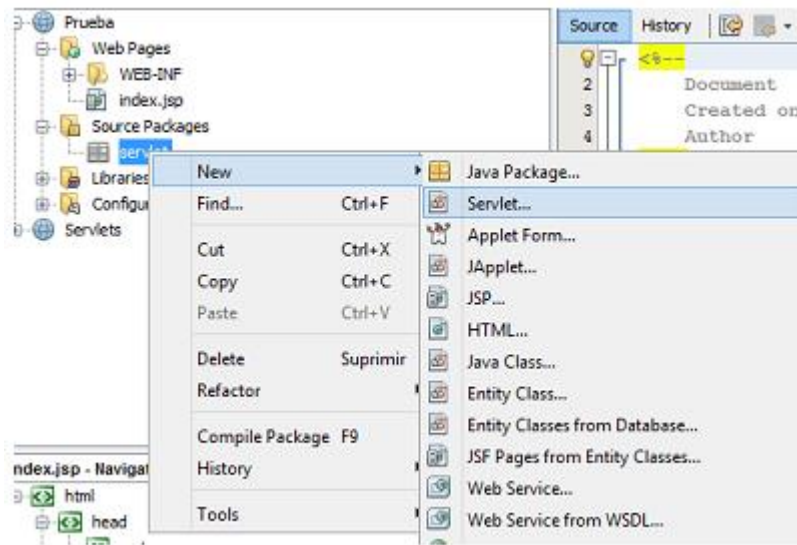 Prueba
Web Pages
WEB-INF
index.jsp
Source Packages
Libraries
Servlets
Source History
<%--
2 Document
3 Created on
4 Author
New
Find... Ctrl+F
Cut Ctrl+X
Copy Ctrl+C
Paste Ctrl+V
Delete Suprimir
Refactor
Compile Package F9
History
Tools
Java Package...
Servlet...
Applet Form...
JApplet...
JSP...
HTML...
Java Class...
Entity Class...
Entity Classes from Database...
JSF Pages from Entity Classes...
Web Service...
Web Service from WSDL...
index.jsp - Navigat
html
head